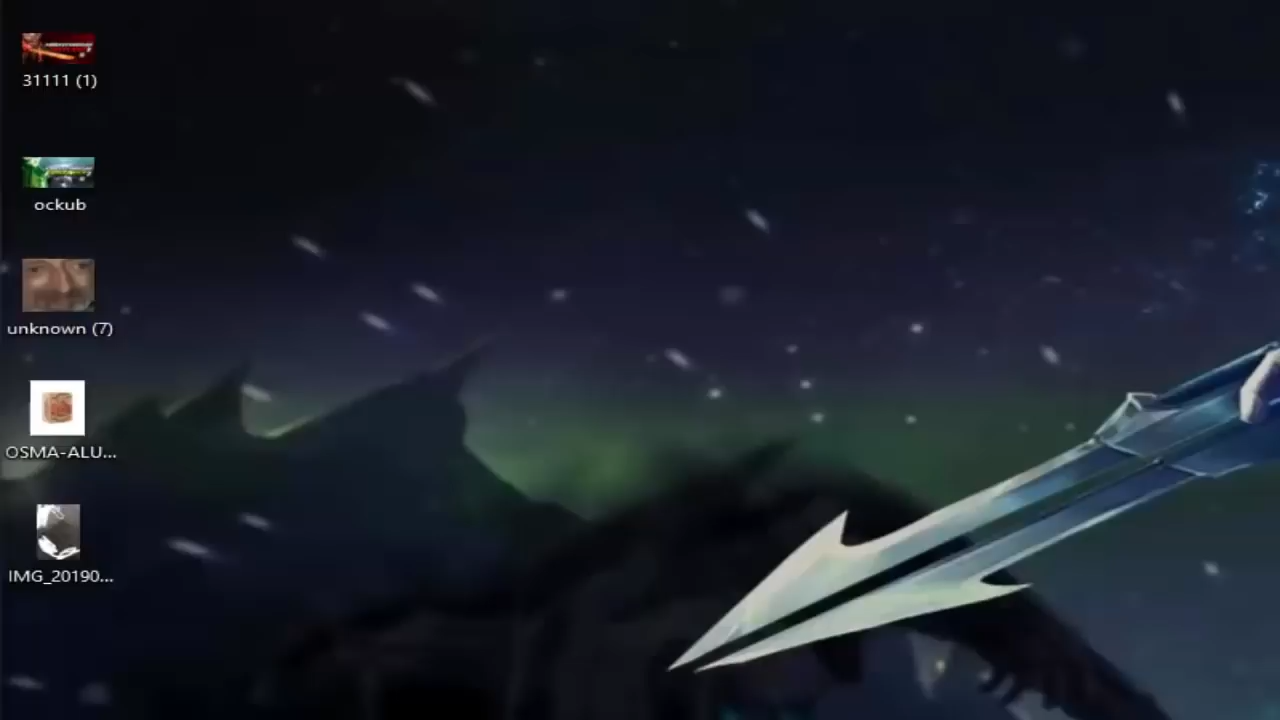 31111 (1)
ockub
unknown (7)
OSMA-ALU...
IMG_20190...